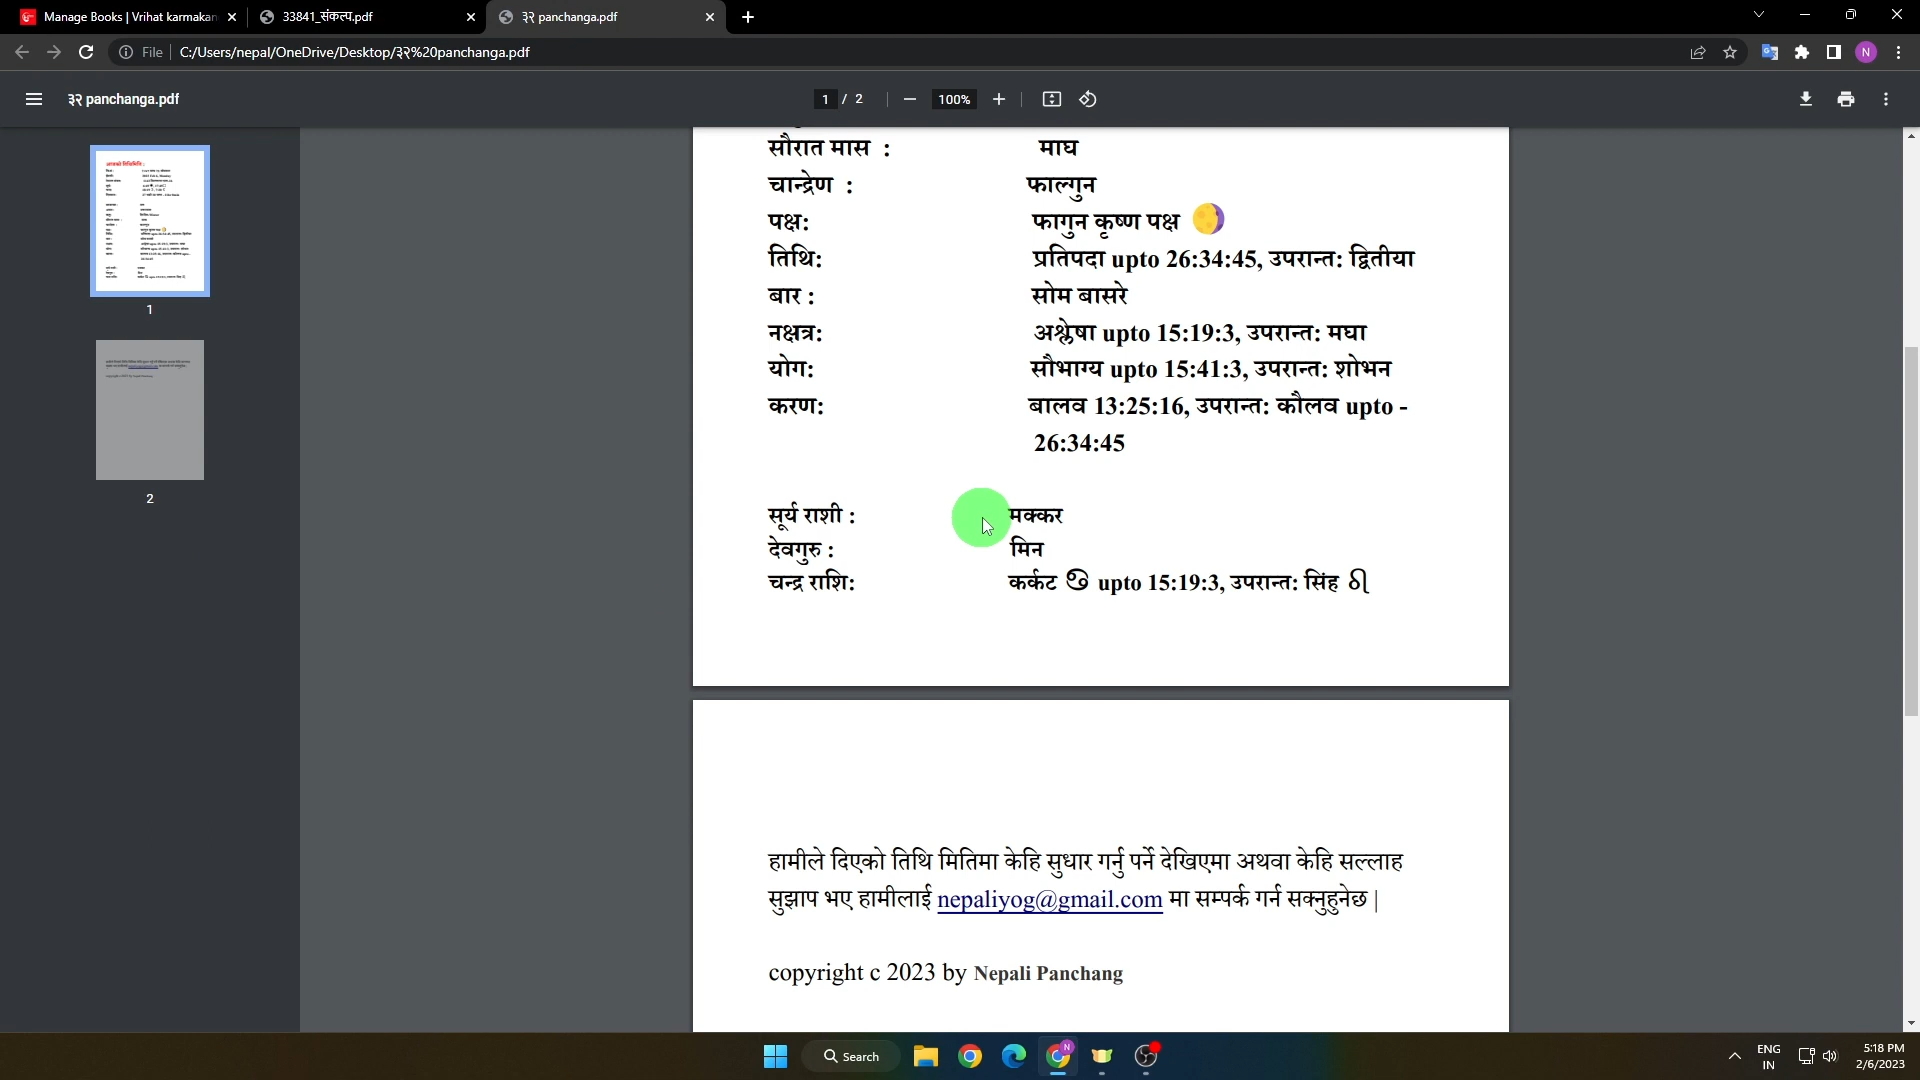 Manage Books | Vrihat karmakan
33841_संकल्प.pdf
३२ panchanga.pdf
File
C:/Users/nepal/OneDrive/Desktop/३२%20panchanga.pdf
N
३२ panchanga.pdf
1 / 2
100%
1
2
सौरात मास : माघ
चान्द्रेण : फाल्गुन
पक्ष: फागुन कृष्ण पक्ष
तिथि: प्रतिपदा upto 26:34:45, उपरान्त: द्वितीया
बार : सोम बासरे
नक्षत्र: अश्लेषा upto 15:19:3, उपरान्त: मघा
योग: सौभाग्य upto 15:41:3, उपरान्त: शोभन
करण: बालव 13:25:16, उपरान्त: कौलव upto -
26:34:45
सूर्य राशी : मक्कर
देवगुरु : मिन
चन्द्र राशि: कर्कट ♋ upto 15:19:3, उपरान्त: सिंह ♌
हामीले दिएको तिथि मितिमा केहि सुधार गर्नु पर्ने देखिएमा अथवा केहि सल्लाह
सुझाप भए हामीलाई nepaliyog@gmail.com मा सम्पर्क गर्न सक्नुहुनेछ |
copyright c 2023 by Nepali Panchang
Search
ENG
IN
5:18 PM
2/6/2023